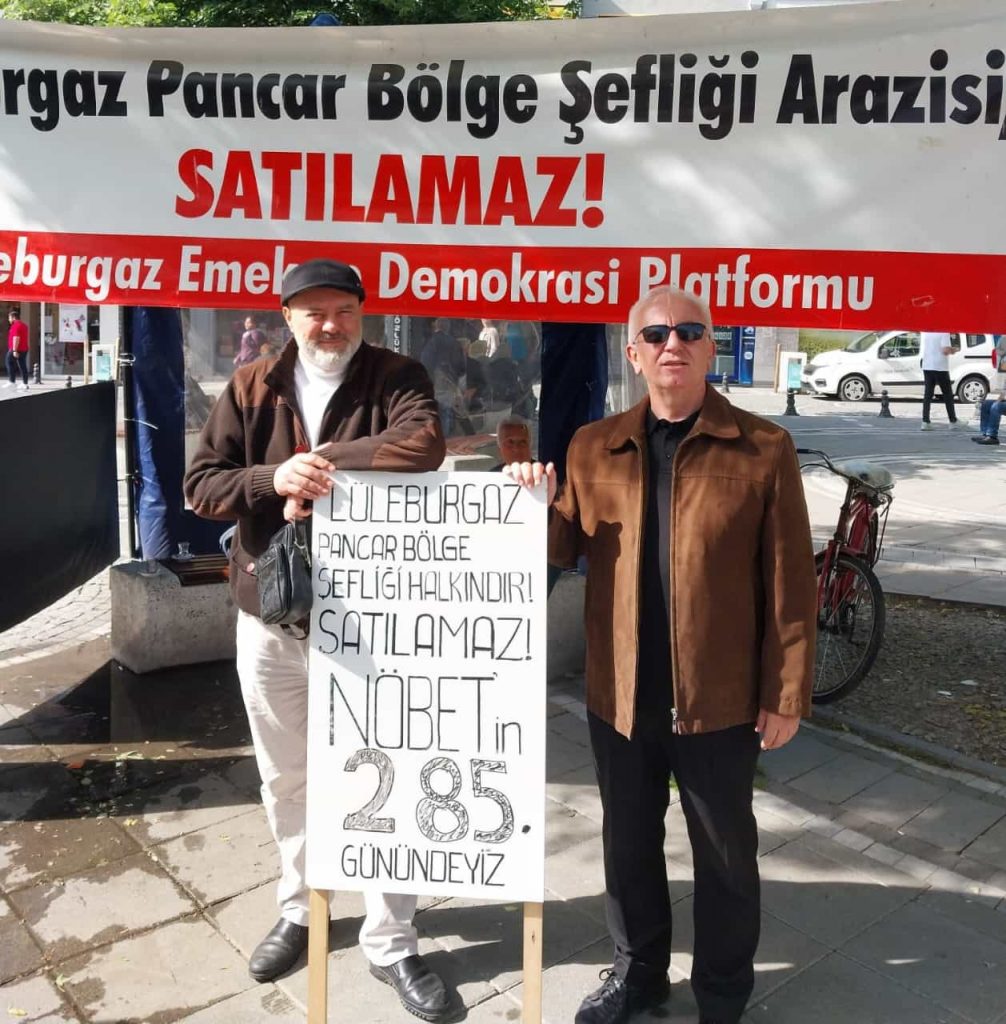 rgaz Pancar Bölge Şefliği Arazisi,
SATILAMAZ!
eburgaz Emek Demokrasi Platformu
LÜLEBURGAZ
PANCAR BÖLGE
ŞEFLİĞİ HALKINDIR!
SATILAMAZ!
NÖBET'in
285.
GÜNÜNDEYİZ